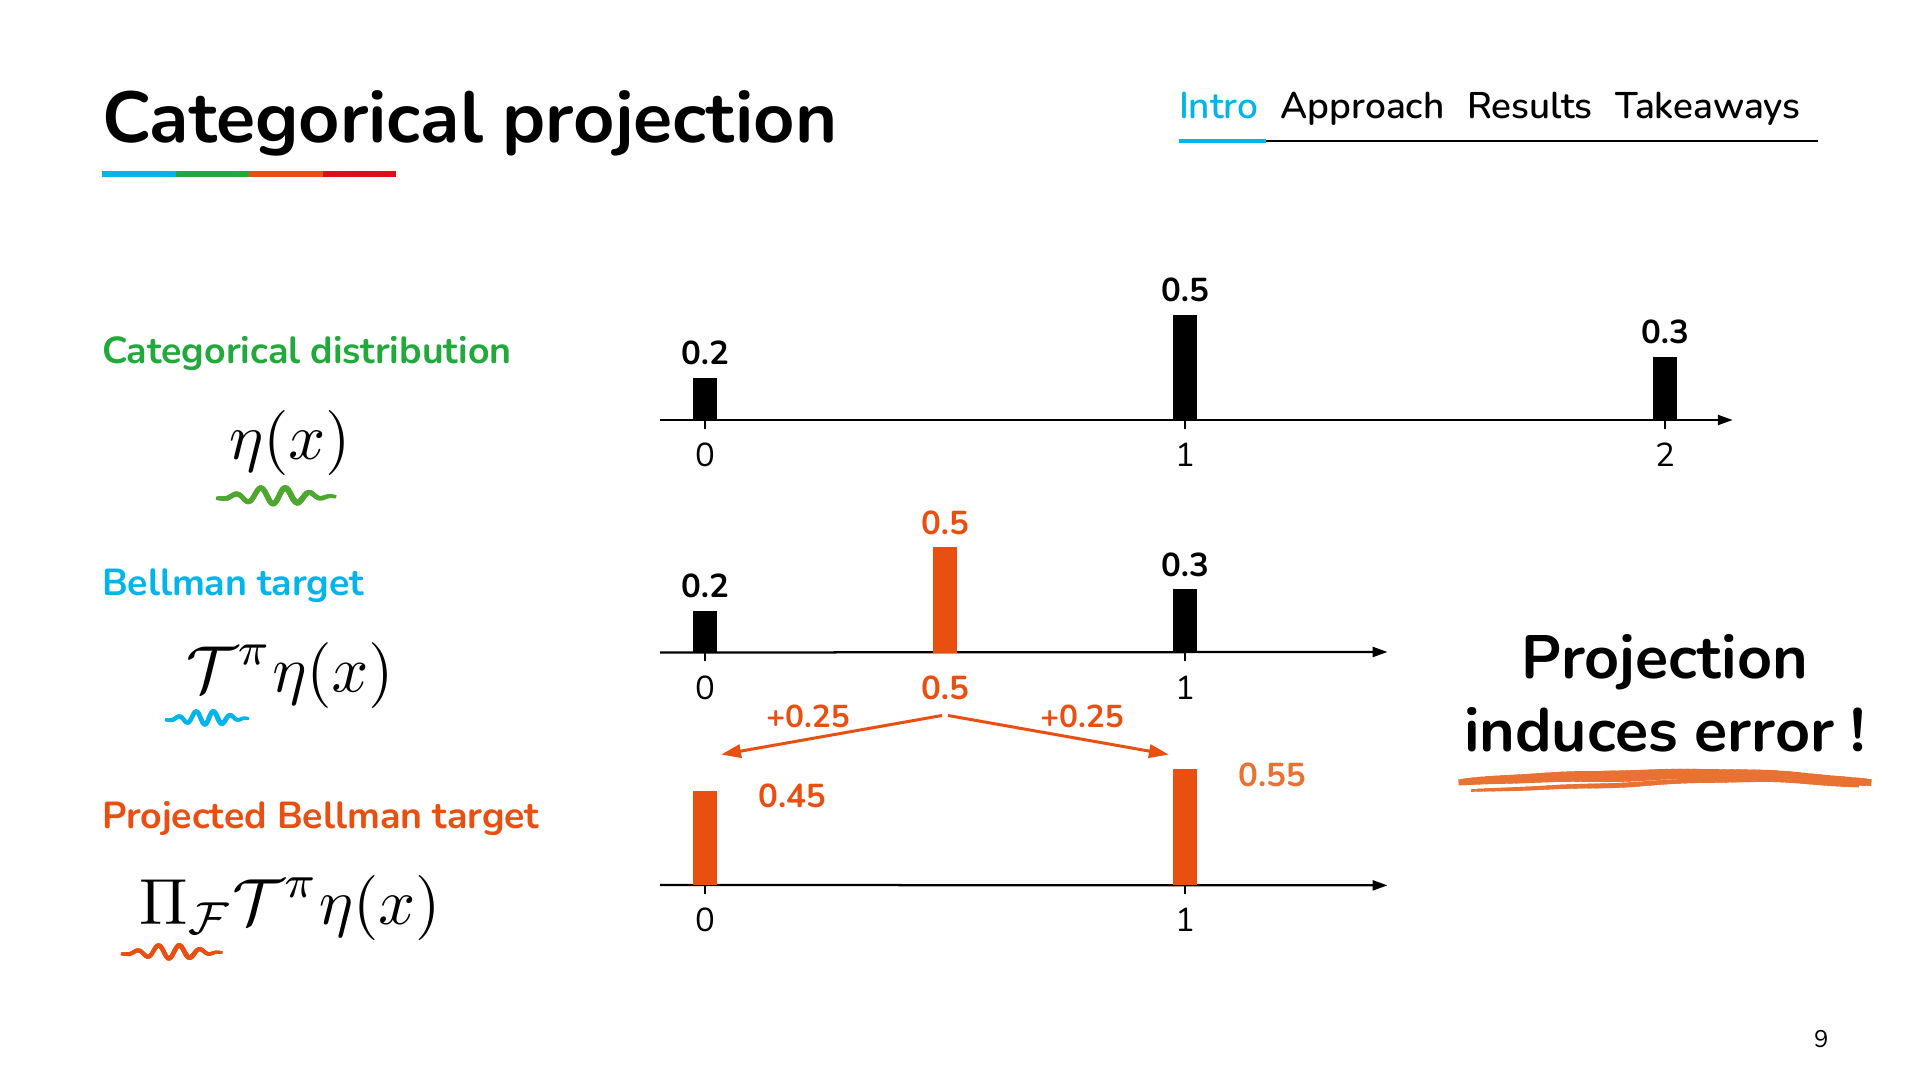 Categorical projection
Intro Approach Results Takeaways
Categorical distribution
η(x)
0.2 0.5 0.3
0 1 2
Bellman target
𝒯^π η(x)
0.2 0.5 0.3
0 0.5 1
+0.25 +0.25
Projection
induces error !
Projected Bellman target
Π_ℱ 𝒯^π η(x)
0.45 0.55
0 1
9